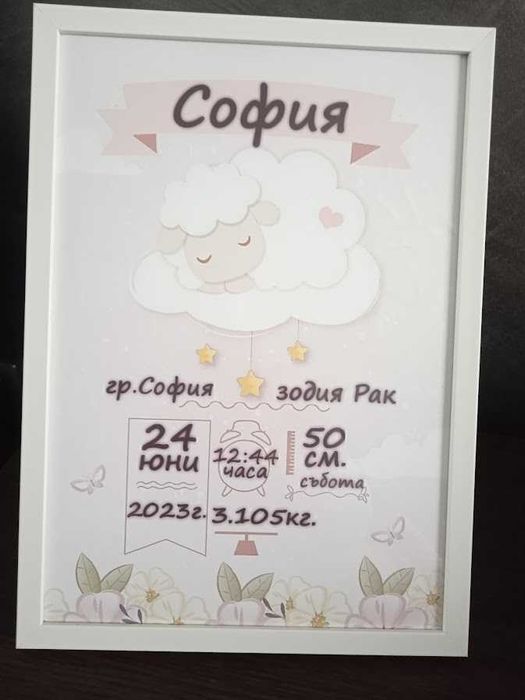 София
гр.София зодия Рак
24
юни
2023г.
12:44
часа
3.105кг.
50
см.
събота